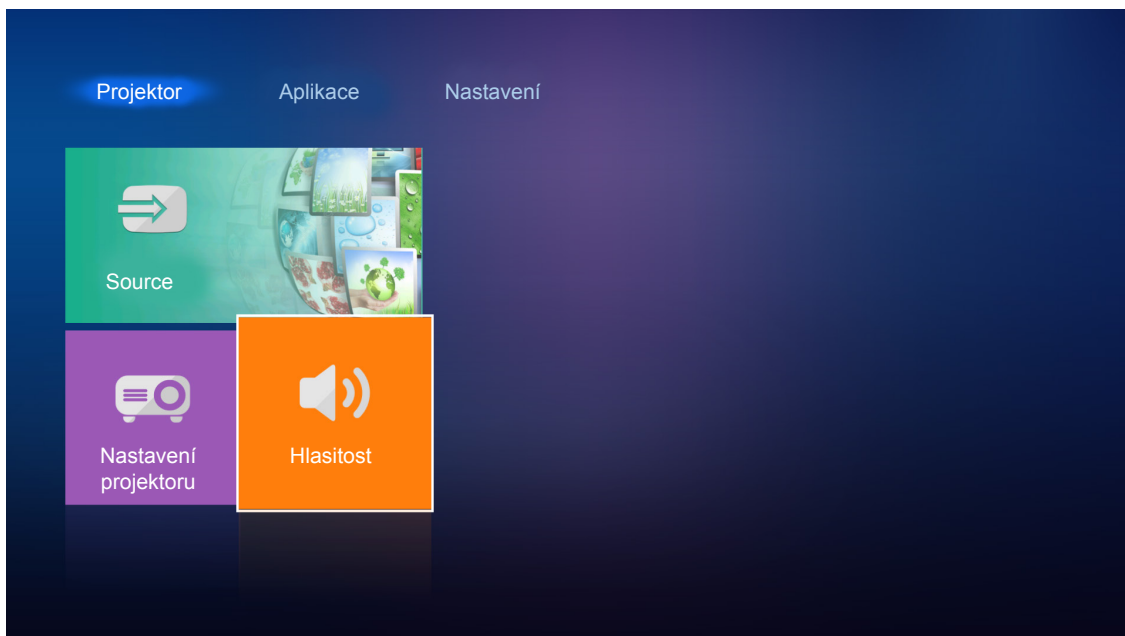 Projektor
Aplikace
Nastavení
Source
Nastavení
projektoru
Hlasitost